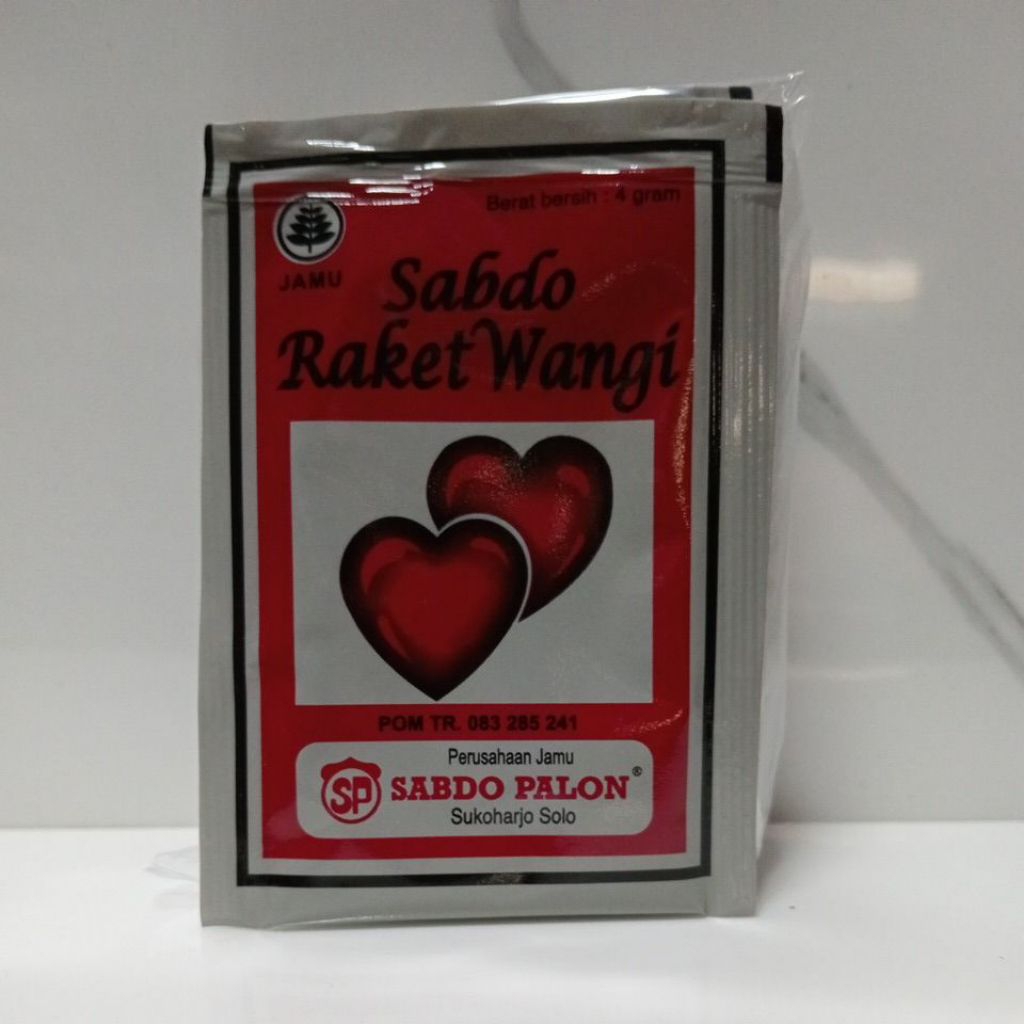 Berat bersih : 4 gram
JAMU
Sabdo
Raket Wangi
POM TR. 083 285 241
Perusahaan Jamu
SP SABDO PALON®
Sukoharjo Solo